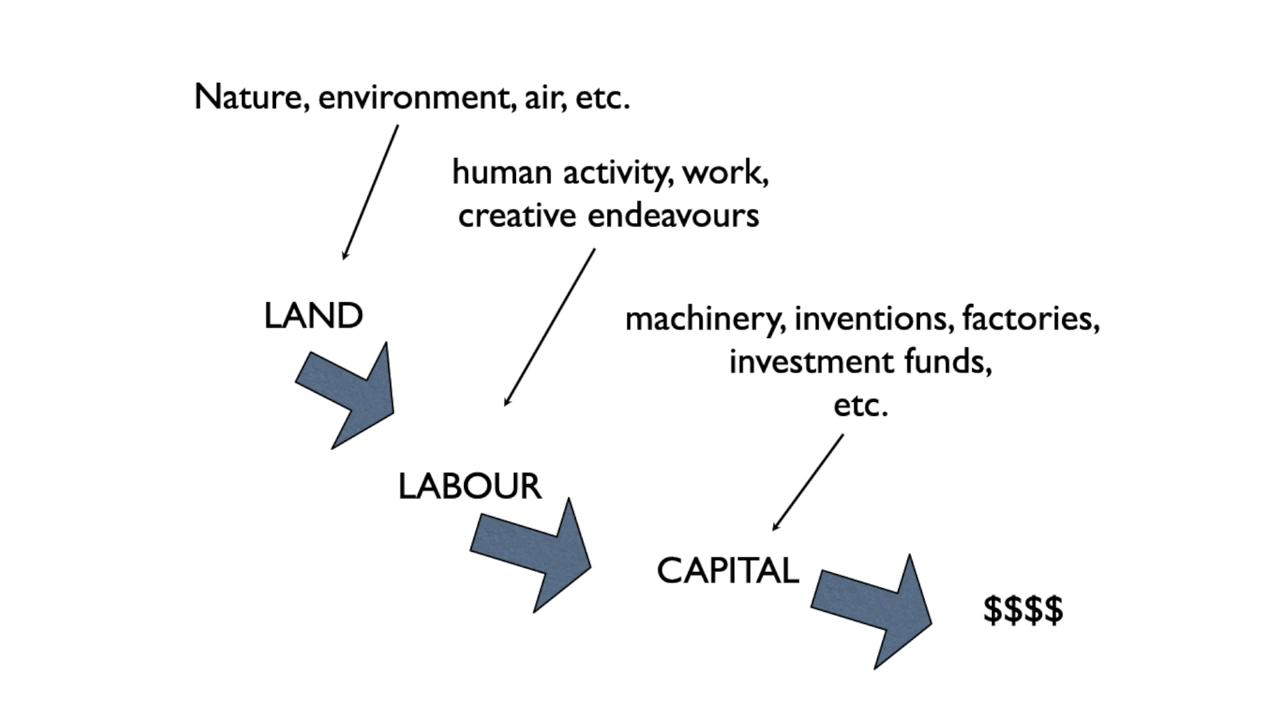 Nature, environment, air, etc.
human activity, work,
creative endeavours
LAND
machinery, inventions, factories,
investment funds,
etc.
LABOUR
CAPITAL
$$$$